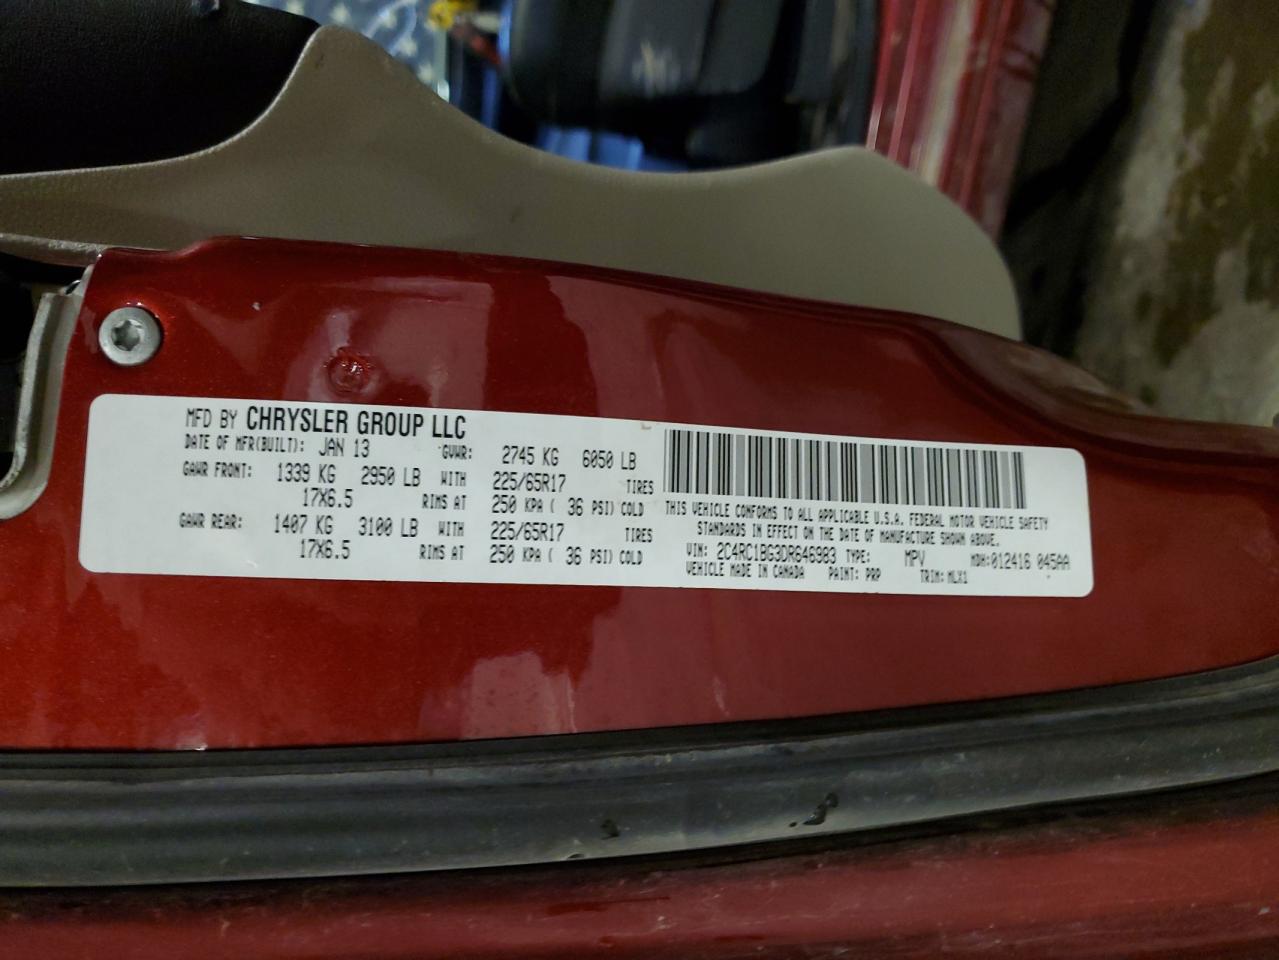 MFD BY CHRYSLER GROUP LLC
DATE OF MFR(BUILT): JAN 13 GVWR: 2745 KG 6050 LB
GAWR FRONT: 1339 KG 2950 LB WITH 225/65R17 TIRES
17X6.5 RIMS AT 250 KPA ( 36 PSI) COLD
GAWR REAR: 1407 KG 3100 LB WITH 225/65R17 TIRES
17X6.5 RIMS AT 250 KPA ( 36 PSI) COLD
THIS VEHICLE CONFORMS TO ALL APPLICABLE U.S.A. FEDERAL MOTOR VEHICLE SAFETY
STANDARDS IN EFFECT ON THE DATE OF MANUFACTURE SHOWN ABOVE.
VIN: 2C4RC1BG3DR646983 TYPE: MPV MDH:012416 045AA
VEHICLE MADE IN CANADA PAINT: PRP TRIM: MLX1